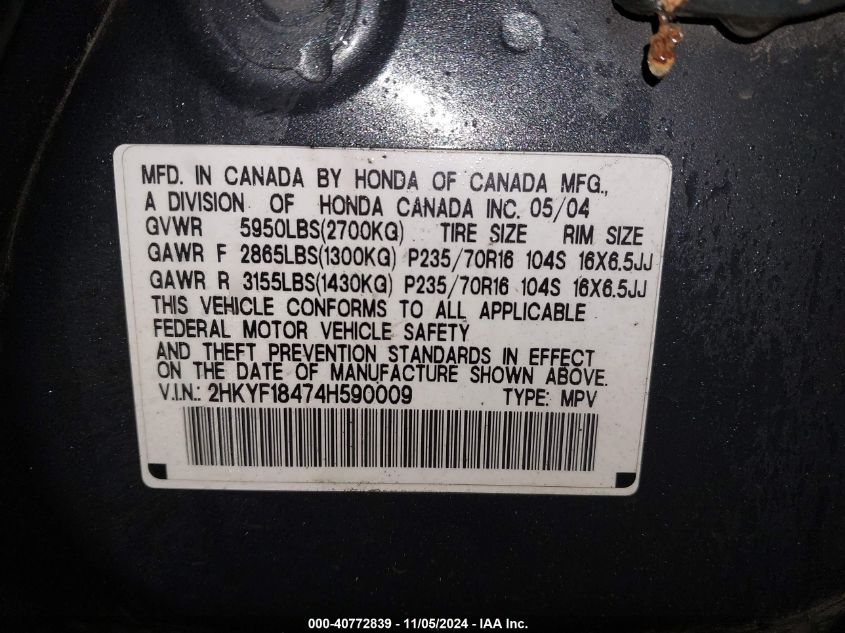 MFD. IN CANADA BY HONDA OF CANADA MFG.,
A DIVISION OF HONDA CANADA INC. 05/04
GVWR 5950LBS(2700KG) TIRE SIZE RIM SIZE
GAWR F 2865LBS(1300KG) P235/70R16 104S 16X6.5JJ
GAWR R 3155LBS(1430KG) P235/70R16 104S 16X6.5JJ
THIS VEHICLE CONFORMS TO ALL APPLICABLE
FEDERAL MOTOR VEHICLE SAFETY
AND THEFT PREVENTION STANDARDS IN EFFECT
ON THE DATE OF MANUFACTURE SHOWN ABOVE.
V.I.N.: 2HKYF18474H590009 TYPE: MPV
000-40772839 - 11/05/2024 - IAA Inc.